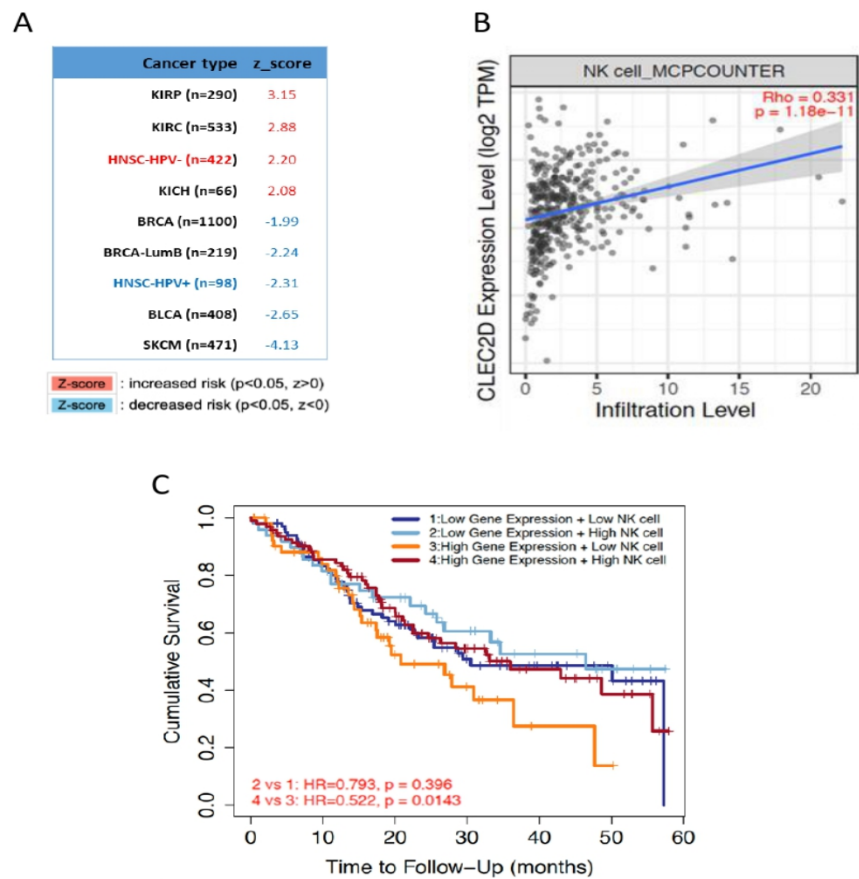 A
Cancer type z_score
KIRP (n=290) 3.15
KIRC (n=533) 2.88
HNSC-HPV- (n=422) 2.20
KICH (n=66) 2.08
BRCA (n=1100) -1.99
BRCA-LumB (n=219) -2.24
HNSC-HPV+ (n=98) -2.31
BLCA (n=408) -2.65
SKCM (n=471) -4.13
Z-score : increased risk (p<0.05, z>0)
Z-score : decreased risk (p<0.05, z<0)
B
NK cell_MCPCOUNTER
Rho = 0.331
p = 1.18e-11
CLEC2D Expression Level (log2 TPM)
0 5 10 15 20
Infiltration Level
C
1:Low Gene Expression + Low NK cell
2:Low Gene Expression + High NK cell
3:High Gene Expression + Low NK cell
4:High Gene Expression + High NK cell
Cumulative Survival
1.0
0.8
0.6
0.4
0.2
0.0
2 vs 1: HR=0.793, p = 0.396
4 vs 3: HR=0.522, p = 0.0143
0 10 20 30 40 50 60
Time to Follow-Up (months)